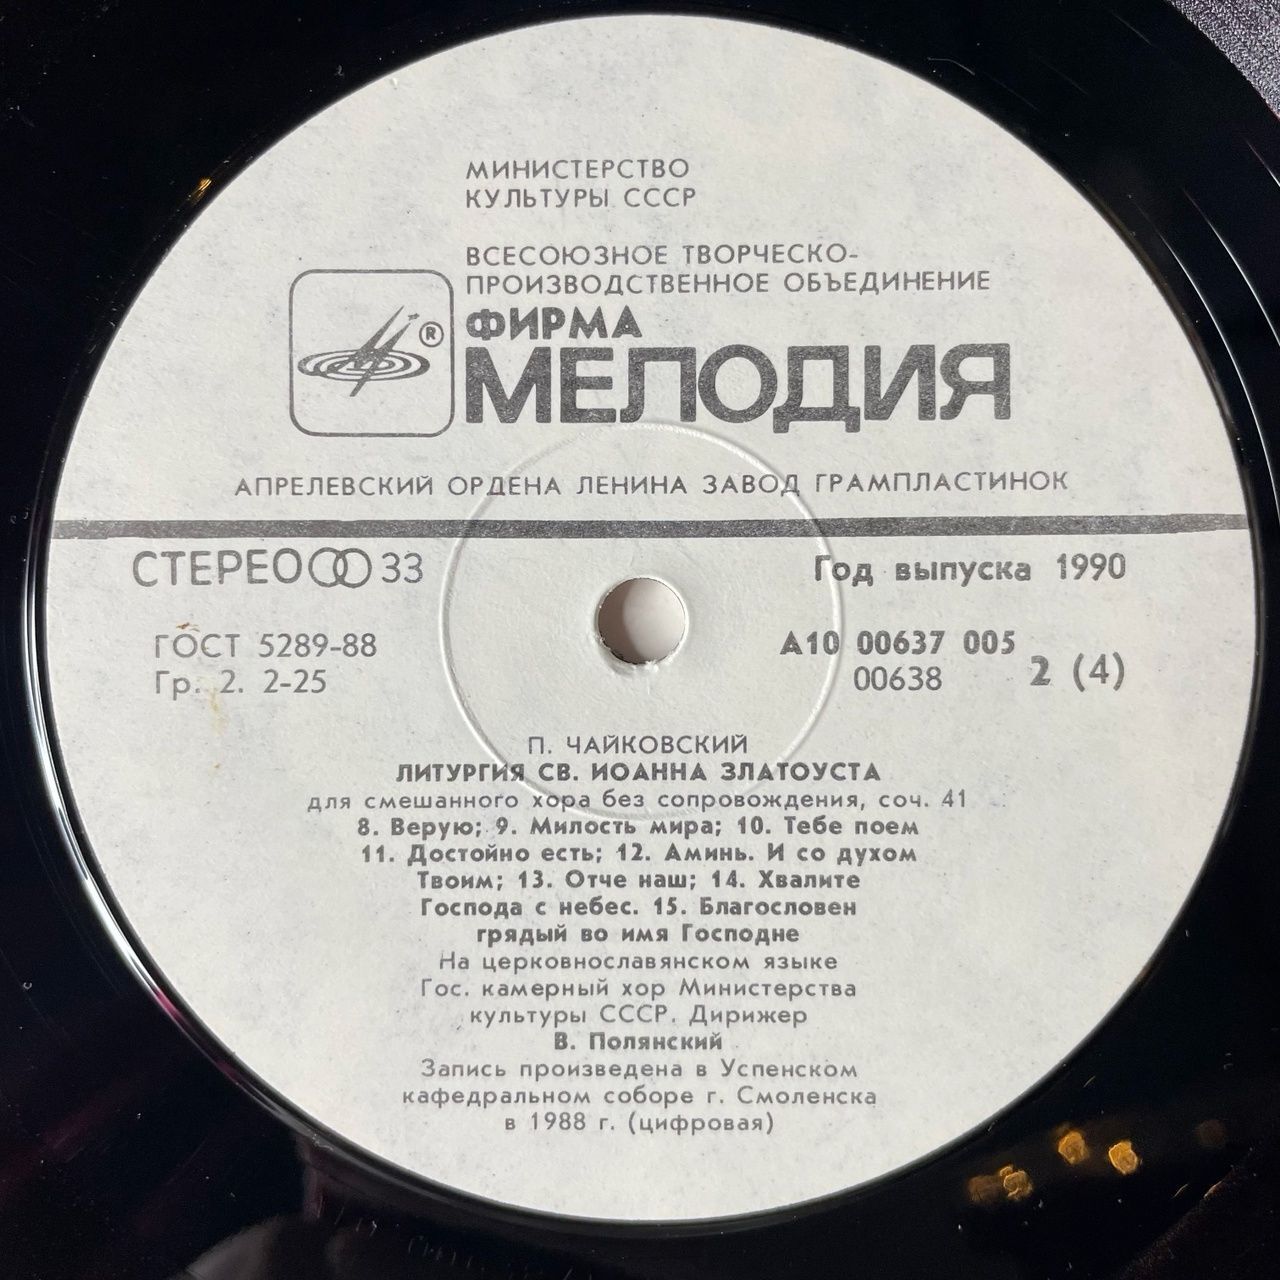 МИНИСТЕРСТВО
КУЛЬТУРЫ СССР
ВСЕСОЮЗНОЕ ТВОРЧЕСКО-
ПРОИЗВОДСТВЕННОЕ ОБЪЕДИНЕНИЕ
®
ФИРМА
МЕЛОДИЯ
АПРЕЛЕВСКИЙ ОРДЕНА ЛЕНИНА ЗАВОД ГРАМПЛАСТИНОК
СТЕРЕО 33
Год выпуска 1990
ГОСТ 5289-88
Гр. 2. 2-25
А10 00637 005
00638
2 (4)
П. ЧАЙКОВСКИЙ
ЛИТУРГИЯ СВ. ИОАННА ЗЛАТОУСТА
для смешанного хора без сопровождения, соч. 41
8. Верую; 9. Милость мира; 10. Тебе поем
11. Достойно есть; 12. Аминь. И со духом
Твоим; 13. Отче наш; 14. Хвалите
Господа с небес. 15. Благословен
грядый во имя Господне
На церковнославянском языке
Гос. камерный хор Министерства
культуры СССР. Дирижер
В. Полянский
Запись произведена в Успенском
кафедральном соборе г. Смоленска
в 1988 г. (цифровая)